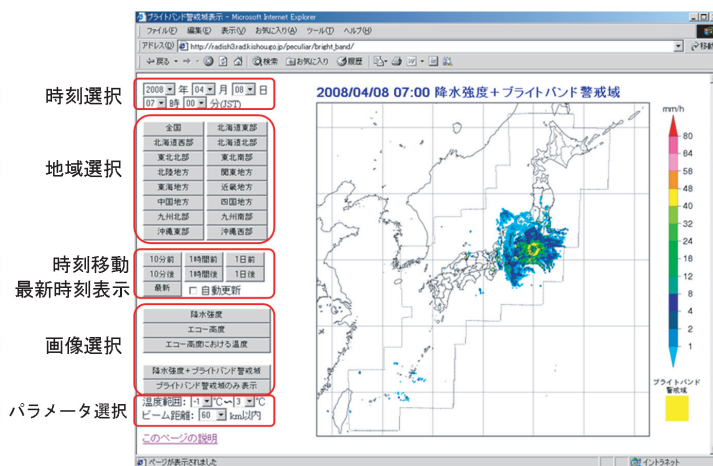 ブライトバンド警戒域表示 - Microsoft Internet Explorer
ファイル(F) 編集(E) 表示(V) お気に入り(A) ツール(T) ヘルプ(H)
アドレス(D) http://radish3.rad.kishou.go.jp/peculiar/bright_band/ 移動
戻る 検索 お気に入り 履歴
時刻選択
2008 年 04 月 08 日
07 時 00 分(JST)
地域選択
全国 北海道東部
北海道西部 北海道北部
東北北部 東北南部
北陸地方 関東地方
東海地方 近畿地方
中国地方 四国地方
九州北部 九州南部
沖縄東部 沖縄西部
時刻移動
最新時刻表示
10分前 1時間前 1日前
10分後 1時間後 1日後
最新 自動更新
画像選択
降水強度
エコー高度
エコー高度における温度
降水強度+ブライトバンド警戒域
ブライトバンド警戒域のみ表示
パラメータ選択
温度範囲: -1 ℃〜 3 ℃
ビーム距離: 60 km以内
このページの説明
2008/04/08 07:00 降水強度+ブライトバンド警戒域
mm/h
80
64
56
48
40
32
24
16
12
8
4
2
1
ブライトバンド
警戒域
ページが表示されました
イントラネット